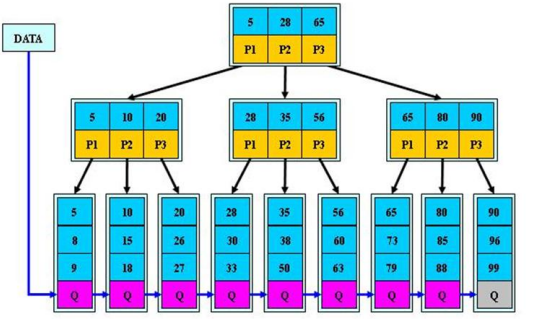 5 28 65
DATA
P1 P2 P3
5 10 20 28 35 56 65 80 90
P1 P2 P3 P1 P2 P3 P1 P2 P3
5 10 20 28 35 56 65 80 90
8 15 26 30 38 60 73 85 96
9 18 27 33 50 63 79 88 99
Q Q Q Q Q Q Q Q Q